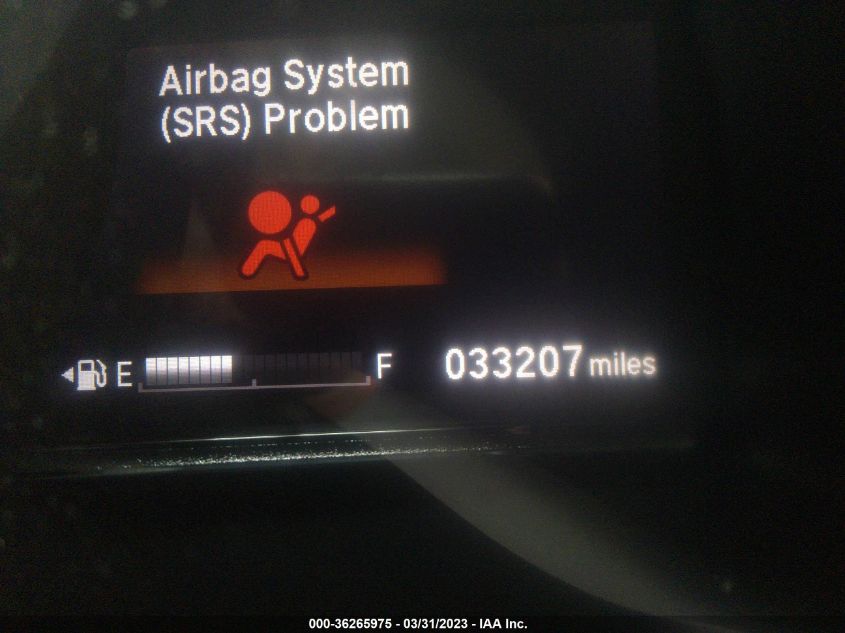 Airbag System
(SRS) Problem
E F 033207 miles
000-36265975 - 03/31/2023 - IAA Inc.